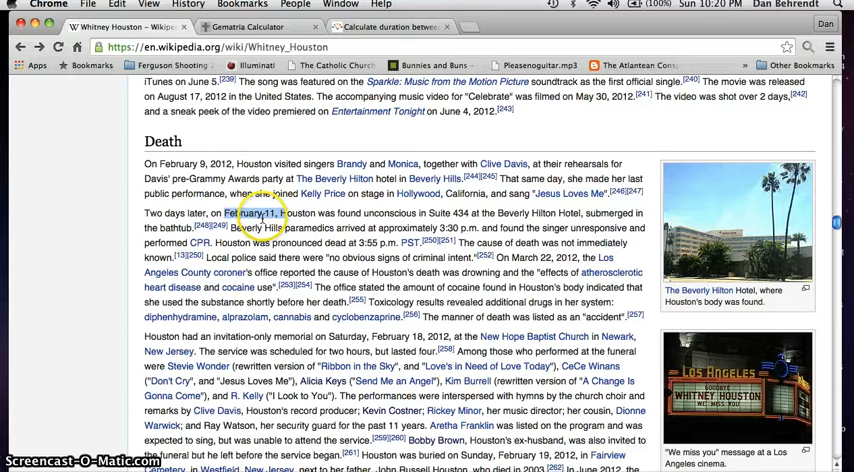 Chrome File Edit View History Bookmarks People Window Help (100%) Sun 10:20 PM Dan Behrendt
Whitney Houston – Wikipe Gematria Calculator Calculate duration betwee Dan
https://en.wikipedia.org/wiki/Whitney_Houston
Apps Bookmarks Ferguson Shooting Illuminati The Catholic Church Bunnies and Buns - Pleasenoguitar.mp3 The Atlantean Cons » Other Bookmarks
iTunes on June 5.[239] The song was featured on the Sparkle: Music from the Motion Picture soundtrack as the first official single.[240] The movie was released
on August 17, 2012 in the United States. The accompanying music video for "Celebrate" was filmed on May 30, 2012.[241] The video was shot over 2 days,[242]
and a sneak peek of the video premiered on Entertainment Tonight on June 4, 2012.[243]
Death
On February 9, 2012, Houston visited singers Brandy and Monica, together with Clive Davis, at their rehearsals for
Davis' pre-Grammy Awards party at The Beverly Hilton hotel in Beverly Hills.[244][245] That same day, she made her last
public performance, when she joined Kelly Price on stage in Hollywood, California, and sang "Jesus Loves Me".[246][247]
Two days later, on February 11, Houston was found unconscious in Suite 434 at the Beverly Hilton Hotel, submerged in
the bathtub.[248][249] Beverly Hills paramedics arrived at approximately 3:30 p.m. and found the singer unresponsive and
performed CPR. Houston was pronounced dead at 3:55 p.m. PST.[250][251] The cause of death was not immediately
known.[13][250] Local police said there were "no obvious signs of criminal intent."[252] On March 22, 2012, the Los
Angeles County coroner's office reported the cause of Houston's death was drowning and the "effects of atherosclerotic
heart disease and cocaine use".[253][254] The office stated the amount of cocaine found in Houston's body indicated that
she used the substance shortly before her death.[255] Toxicology results revealed additional drugs in her system:
diphenhydramine, alprazolam, cannabis and cyclobenzaprine.[256] The manner of death was listed as an "accident".[257]
The Beverly Hilton Hotel, where
Houston's body was found.
Houston had an invitation-only memorial on Saturday, February 18, 2012, at the New Hope Baptist Church in Newark,
New Jersey. The service was scheduled for two hours, but lasted four.[258] Among those who performed at the funeral
were Stevie Wonder (rewritten version of "Ribbon in the Sky", and "Love's in Need of Love Today"), CeCe Winans
("Don't Cry", and "Jesus Loves Me"), Alicia Keys ("Send Me an Angel"), Kim Burrell (rewritten version of "A Change Is
Gonna Come"), and R. Kelly ("I Look to You"). The performances were interspersed with hymns by the church choir and
remarks by Clive Davis, Houston's record producer; Kevin Costner; Rickey Minor, her music director; her cousin, Dionne
Warwick; and Ray Watson, her security guard for the past 11 years. Aretha Franklin was listed on the program and was
expected to sing, but was unable to attend the service.[259][260] Bobby Brown, Houston's ex-husband, was also invited to
the funeral but he left before the service began.[261] Houston was buried on Sunday, February 19, 2012, in Fairview
Cemetery, in Westfield, New Jersey, next to her father, John Russell Houston, who died in 2003.[262] In June 2012, the
LOS ANGELES
GOODBYE
WHITNEY HOUSTON
WE MISS YOU
"We miss you" message at a Los
Angeles cinema.
Screencast-O-Matic.com